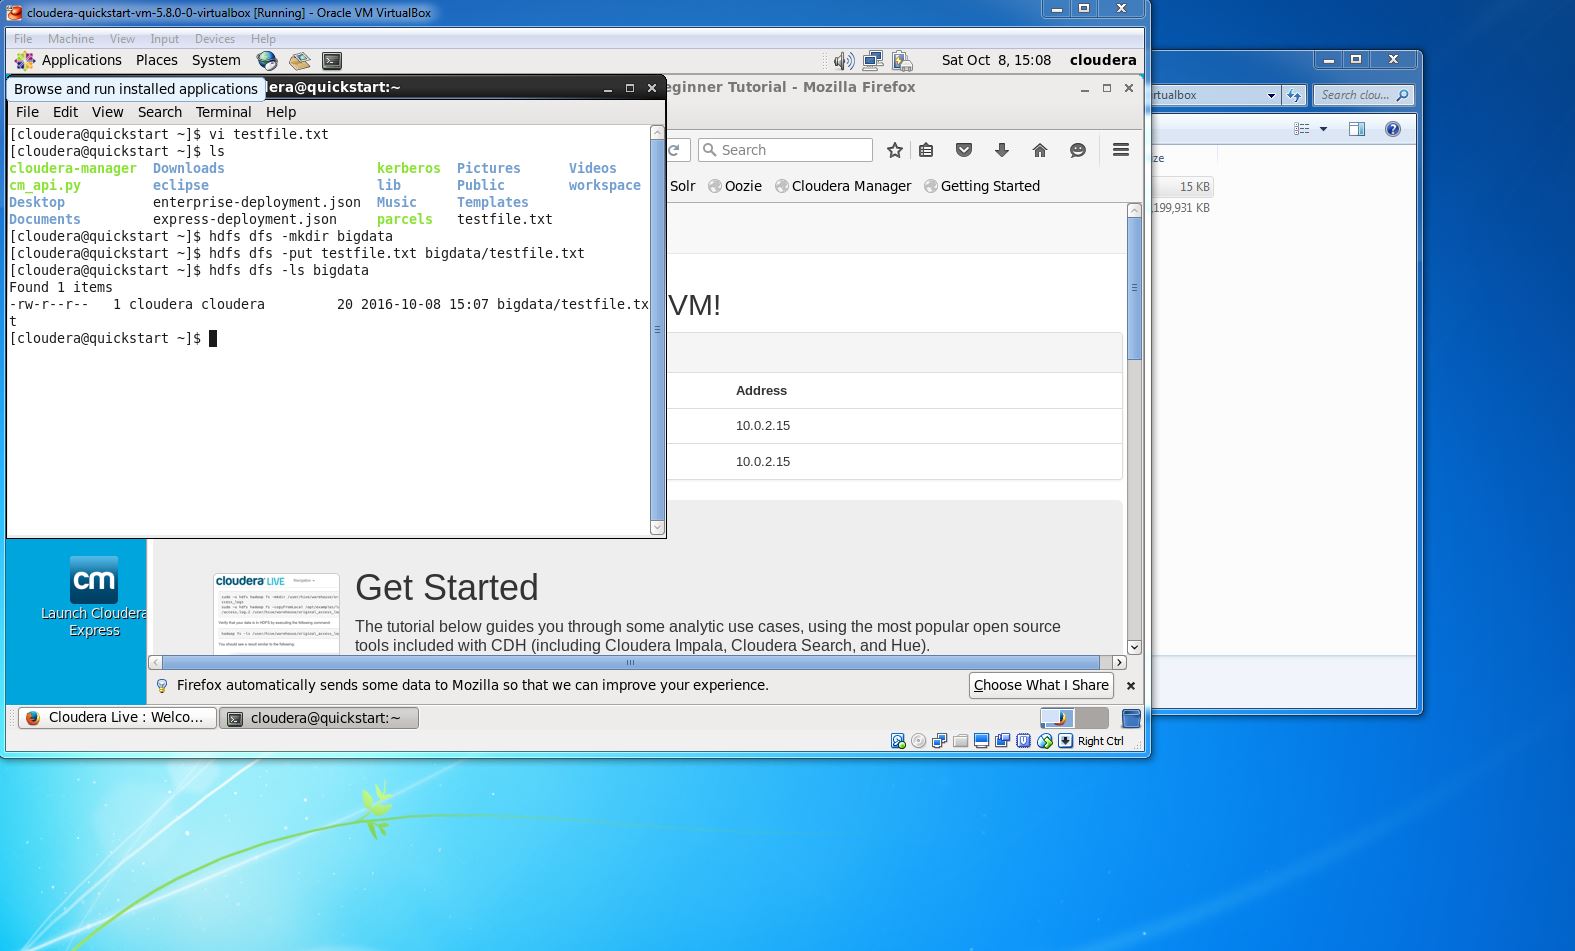 cloudera-quickstart-vm-5.8.0-0-virtualbox [Running] - Oracle VM VirtualBox
File Machine View Input Devices Help
Applications Places System
Sat Oct 8, 15:08 cloudera
Browse and run installed applications
dera@quickstart:~
eginner Tutorial - Mozilla Firefox
File Edit View Search Terminal Help
[cloudera@quickstart ~]$ vi testfile.txt
[cloudera@quickstart ~]$ ls
cloudera-manager Downloads kerberos Pictures Videos
cm_api.py eclipse lib Public workspace
Desktop enterprise-deployment.json Music Templates
Documents express-deployment.json parcels testfile.txt
[cloudera@quickstart ~]$ hdfs dfs -mkdir bigdata
[cloudera@quickstart ~]$ hdfs dfs -put testfile.txt bigdata/testfile.txt
[cloudera@quickstart ~]$ hdfs dfs -ls bigdata
Found 1 items
-rw-r--r-- 1 cloudera cloudera 20 2016-10-08 15:07 bigdata/testfile.tx
t
[cloudera@quickstart ~]$
Search
Solr Oozie Cloudera Manager Getting Started
VM!
Address
10.0.2.15
10.0.2.15
Launch Cloudera
Express
cloudera LIVE
Get Started
The tutorial below guides you through some analytic use cases, using the most popular open source
tools included with CDH (including Cloudera Impala, Cloudera Search, and Hue).
Firefox automatically sends some data to Mozilla so that we can improve your experience.
Choose What I Share
Cloudera Live : Welco...
cloudera@quickstart:~
Right Ctrl
rtualbox
Search clou...
ze
15 KB
,199,931 KB